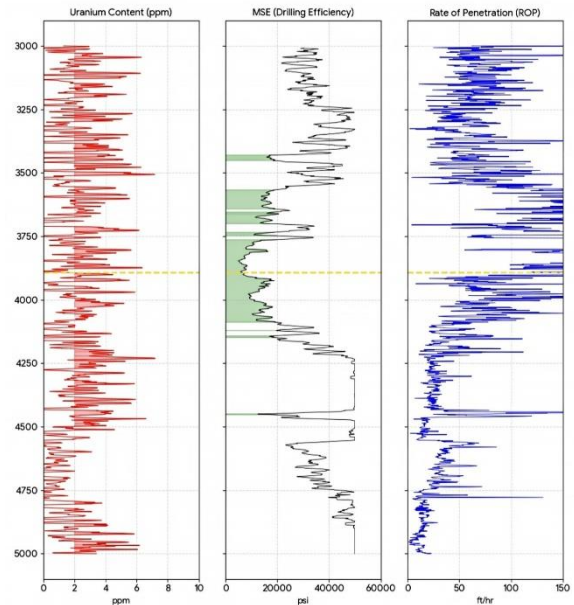 Uranium Content (ppm)
MSE (Drilling Efficiency)
Rate of Penetration (ROP)
3000
3250
3500
3750
4000
4250
4500
4750
5000
0 2 4 6 8 10
0 20000 40000 60000
0 50 100 150
ppm
psi
ft/hr